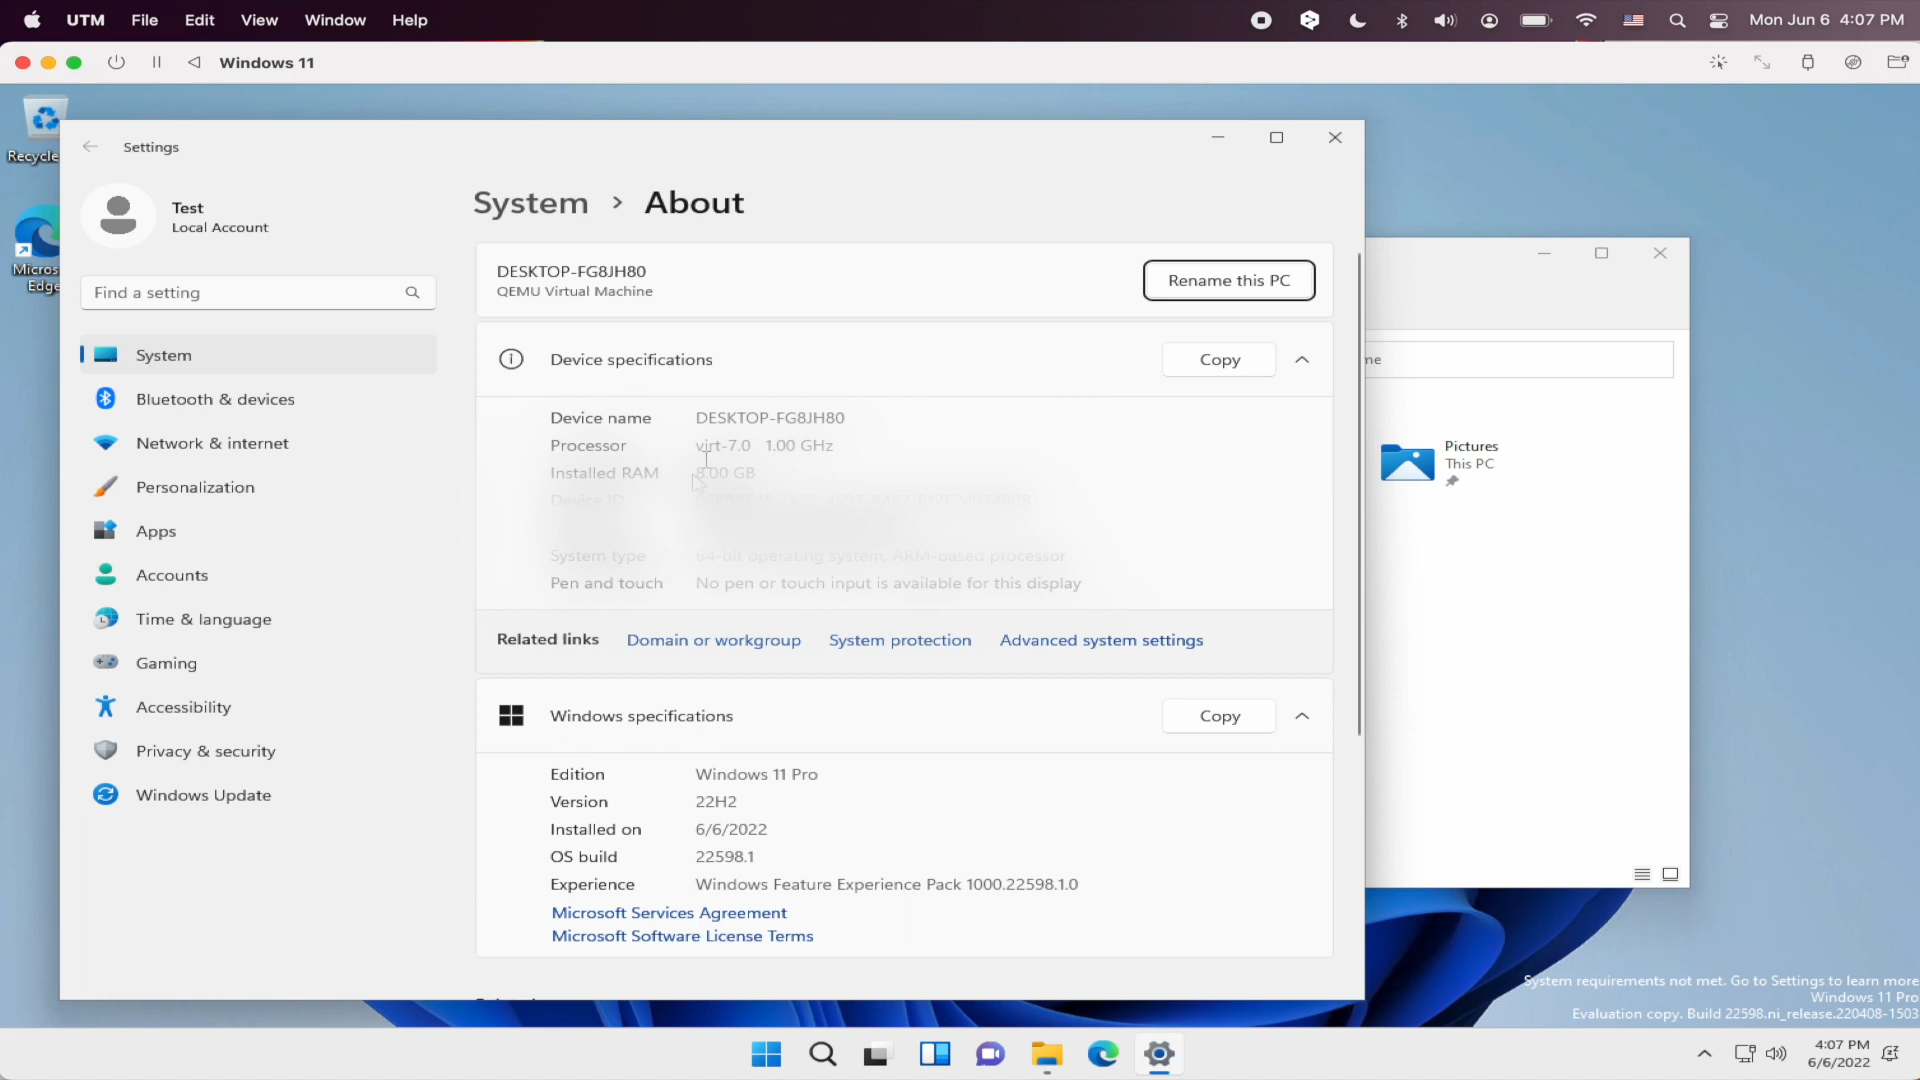 UTM File Edit View Window Help
Mon Jun 6 4:07 PM
Windows 11
Recycle
Micros
Edge
Settings
Test
Local Account
Find a setting
System
Bluetooth & devices
Network & internet
Personalization
Apps
Accounts
Time & language
Gaming
Accessibility
Privacy & security
Windows Update
System > About
DESKTOP-FG8JH80
QEMU Virtual Machine
Rename this PC
Device specifications
Copy
Device name DESKTOP-FG8JH80
Processor virt-7.0 1.00 GHz
Installed RAM 8.00 GB
Device ID
System type 64-bit operating system, ARM-based processor
Pen and touch No pen or touch input is available for this display
Related links Domain or workgroup System protection Advanced system settings
Windows specifications
Copy
Edition Windows 11 Pro
Version 22H2
Installed on 6/6/2022
OS build 22598.1
Experience Windows Feature Experience Pack 1000.22598.1.0
Microsoft Services Agreement
Microsoft Software License Terms
me
Pictures
This PC
System requirements not met. Go to Settings to learn more
Windows 11 Pro
Evaluation copy. Build 22598.ni_release.220408-1503
4:07 PM
6/6/2022